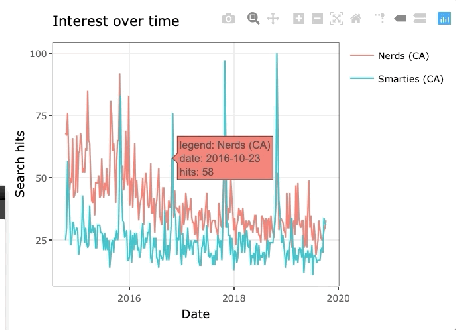 Interest over time
Nerds (CA)
Smarties (CA)
100
75
50
25
Search hits
legend: Nerds (CA)
date: 2016-10-23
hits: 58
2016
2018
2020
Date